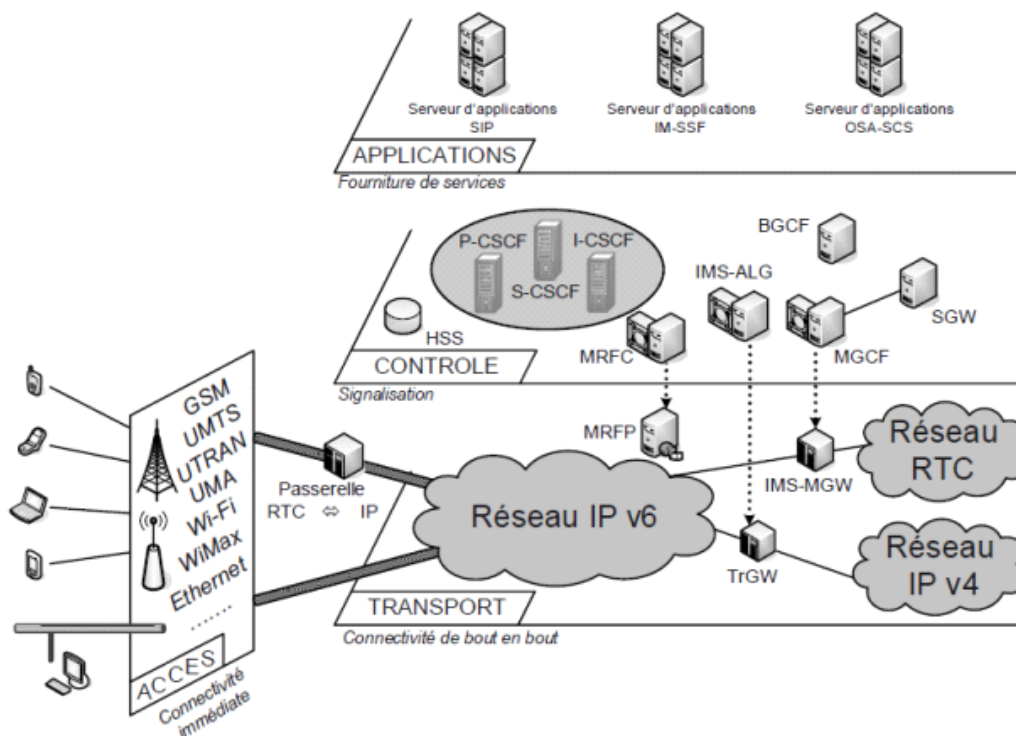 Serveur d'applications
SIP
Serveur d'applications
IM-SSF
Serveur d'applications
OSA-SCS
APPLICATIONS
Fourniture de services
P-CSCF
I-CSCF
S-CSCF
BGCF
IMS-ALG
SGW
HSS
MRFC
MGCF
CONTROLE
Signalisation
GSM
UMTS
UTRAN
UMA
Wi-Fi
WiMax
Ethernet
.......
ACCES
Connectivité
immédiate
Passerelle
RTC ⇔ IP
MRFP
Réseau IP v6
IMS-MGW
Réseau
RTC
TrGW
Réseau
IP v4
TRANSPORT
Connectivité de bout en bout